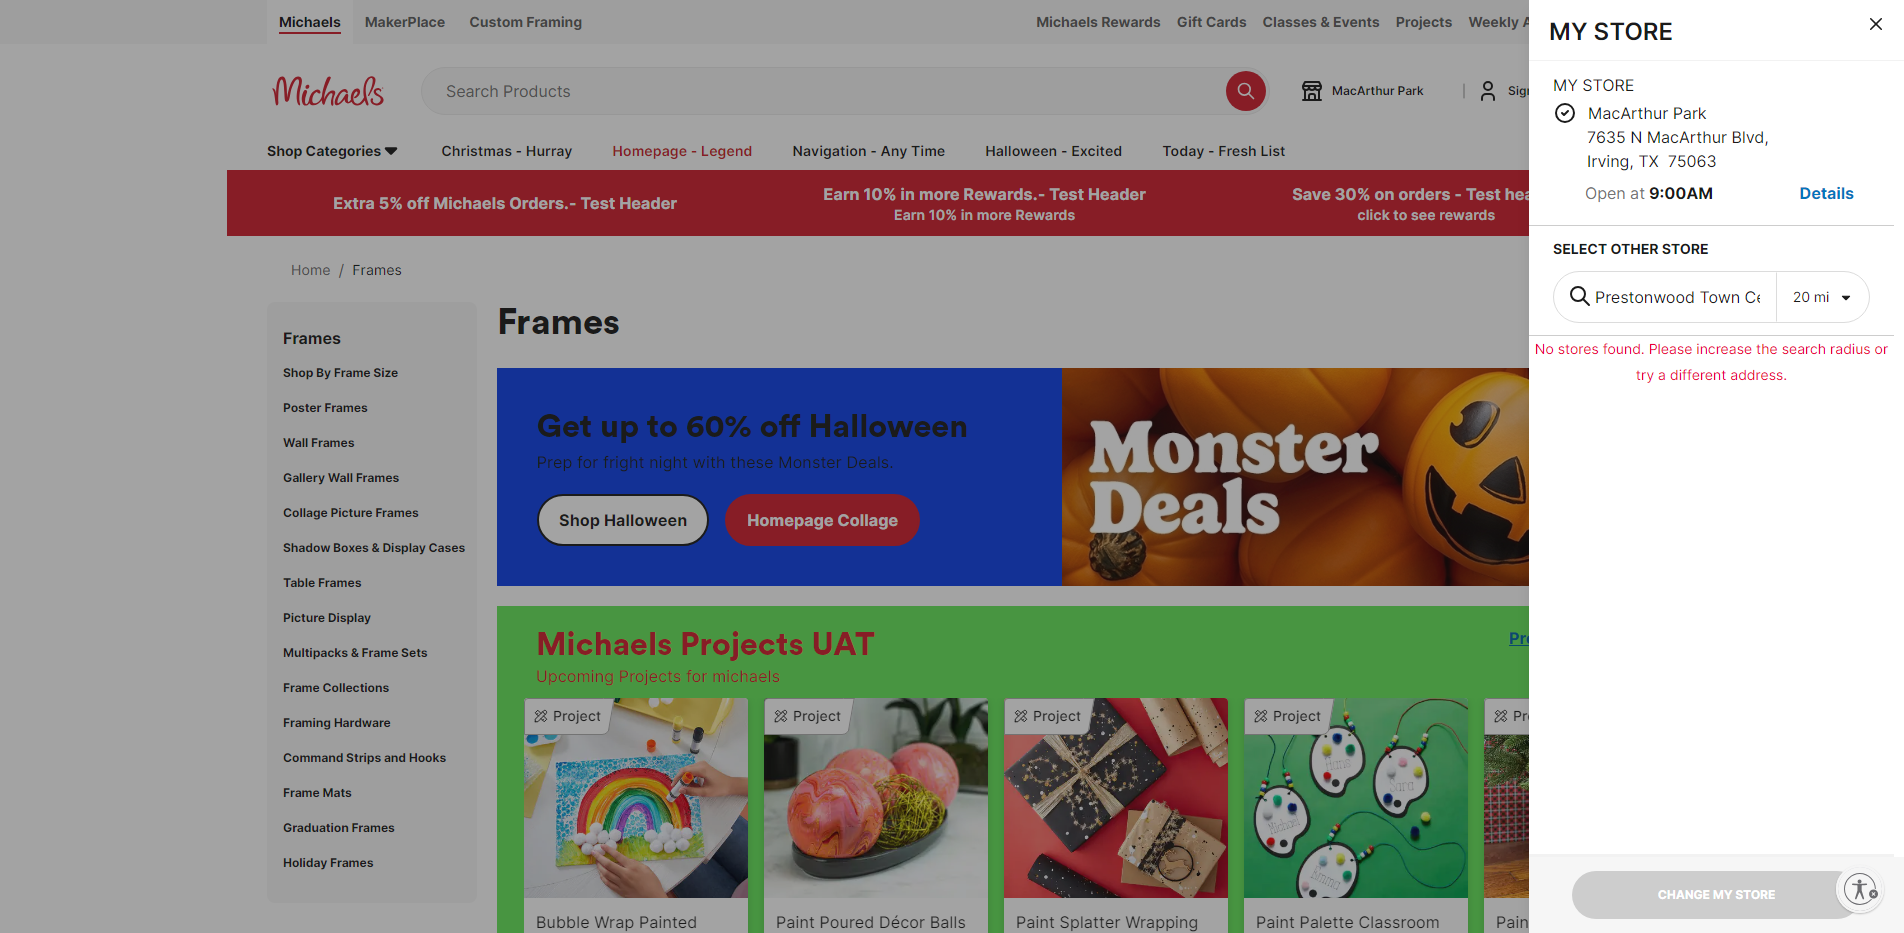 Michaels
MakerPlace
Custom Framing
Michaels Rewards
Gift Cards
Classes & Events
Projects
Weekly A
Michaels
Search Products
MacArthur Park
Sign
Shop Categories
Christmas - Hurray
Homepage - Legend
Navigation - Any Time
Halloween - Excited
Today - Fresh List
Extra 5% off Michaels Orders.- Test Header
Earn 10% in more Rewards.- Test Header
Earn 10% in more Rewards
Save 30% on orders - Test hea
click to see rewards
Home / Frames
Frames
Shop By Frame Size
Poster Frames
Wall Frames
Gallery Wall Frames
Collage Picture Frames
Shadow Boxes & Display Cases
Table Frames
Picture Display
Multipacks & Frame Sets
Frame Collections
Framing Hardware
Command Strips and Hooks
Frame Mats
Graduation Frames
Holiday Frames
Frames
Get up to 60% off Halloween
Prep for fright night with these Monster Deals.
Shop Halloween
Homepage Collage
Monster
Deals
Michaels Projects UAT
Upcoming Projects for michaels
Pro
Project
Project
Project
Project
Pr
Hans
Sara
Michael
Emma
Bubble Wrap Painted
Paint Poured Décor Balls
Paint Splatter Wrapping
Paint Palette Classroom
Pain
MY STORE
MY STORE
MacArthur Park
7635 N MacArthur Blvd,
Irving, TX 75063
Open at 9:00AM
Details
SELECT OTHER STORE
Prestonwood Town Ce
20 mi
No stores found. Please increase the search radius or
try a different address.
CHANGE MY STORE